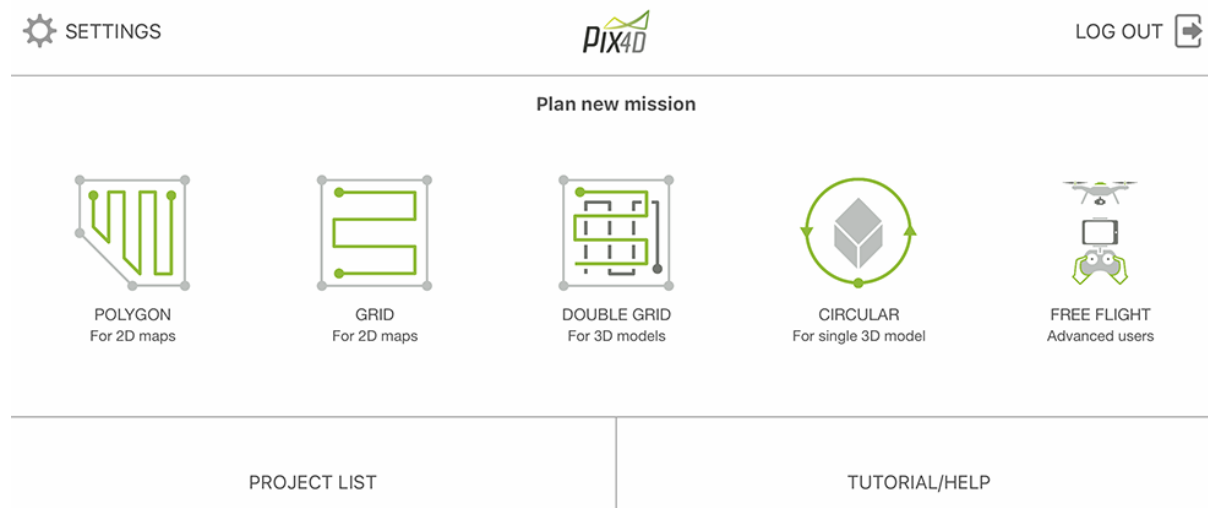 SETTINGS
PIX4D
LOG OUT
Plan new mission
POLYGON
For 2D maps
GRID
For 2D maps
DOUBLE GRID
For 3D models
CIRCULAR
For single 3D model
FREE FLIGHT
Advanced users
PROJECT LIST
TUTORIAL/HELP